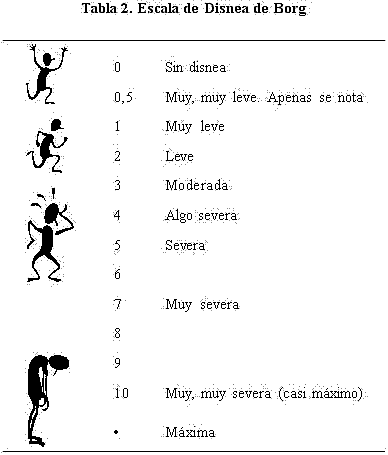 Tabla 2. Escala de Disnea de Borg
0 Sin disnea
0,5 Muy, muy leve. Apenas se nota
1 Muy leve
2 Leve
3 Moderada
4 Algo severa
5 Severa
6
7 Muy severa
8
9
10 Muy, muy severa (casi máximo)
• Máxima